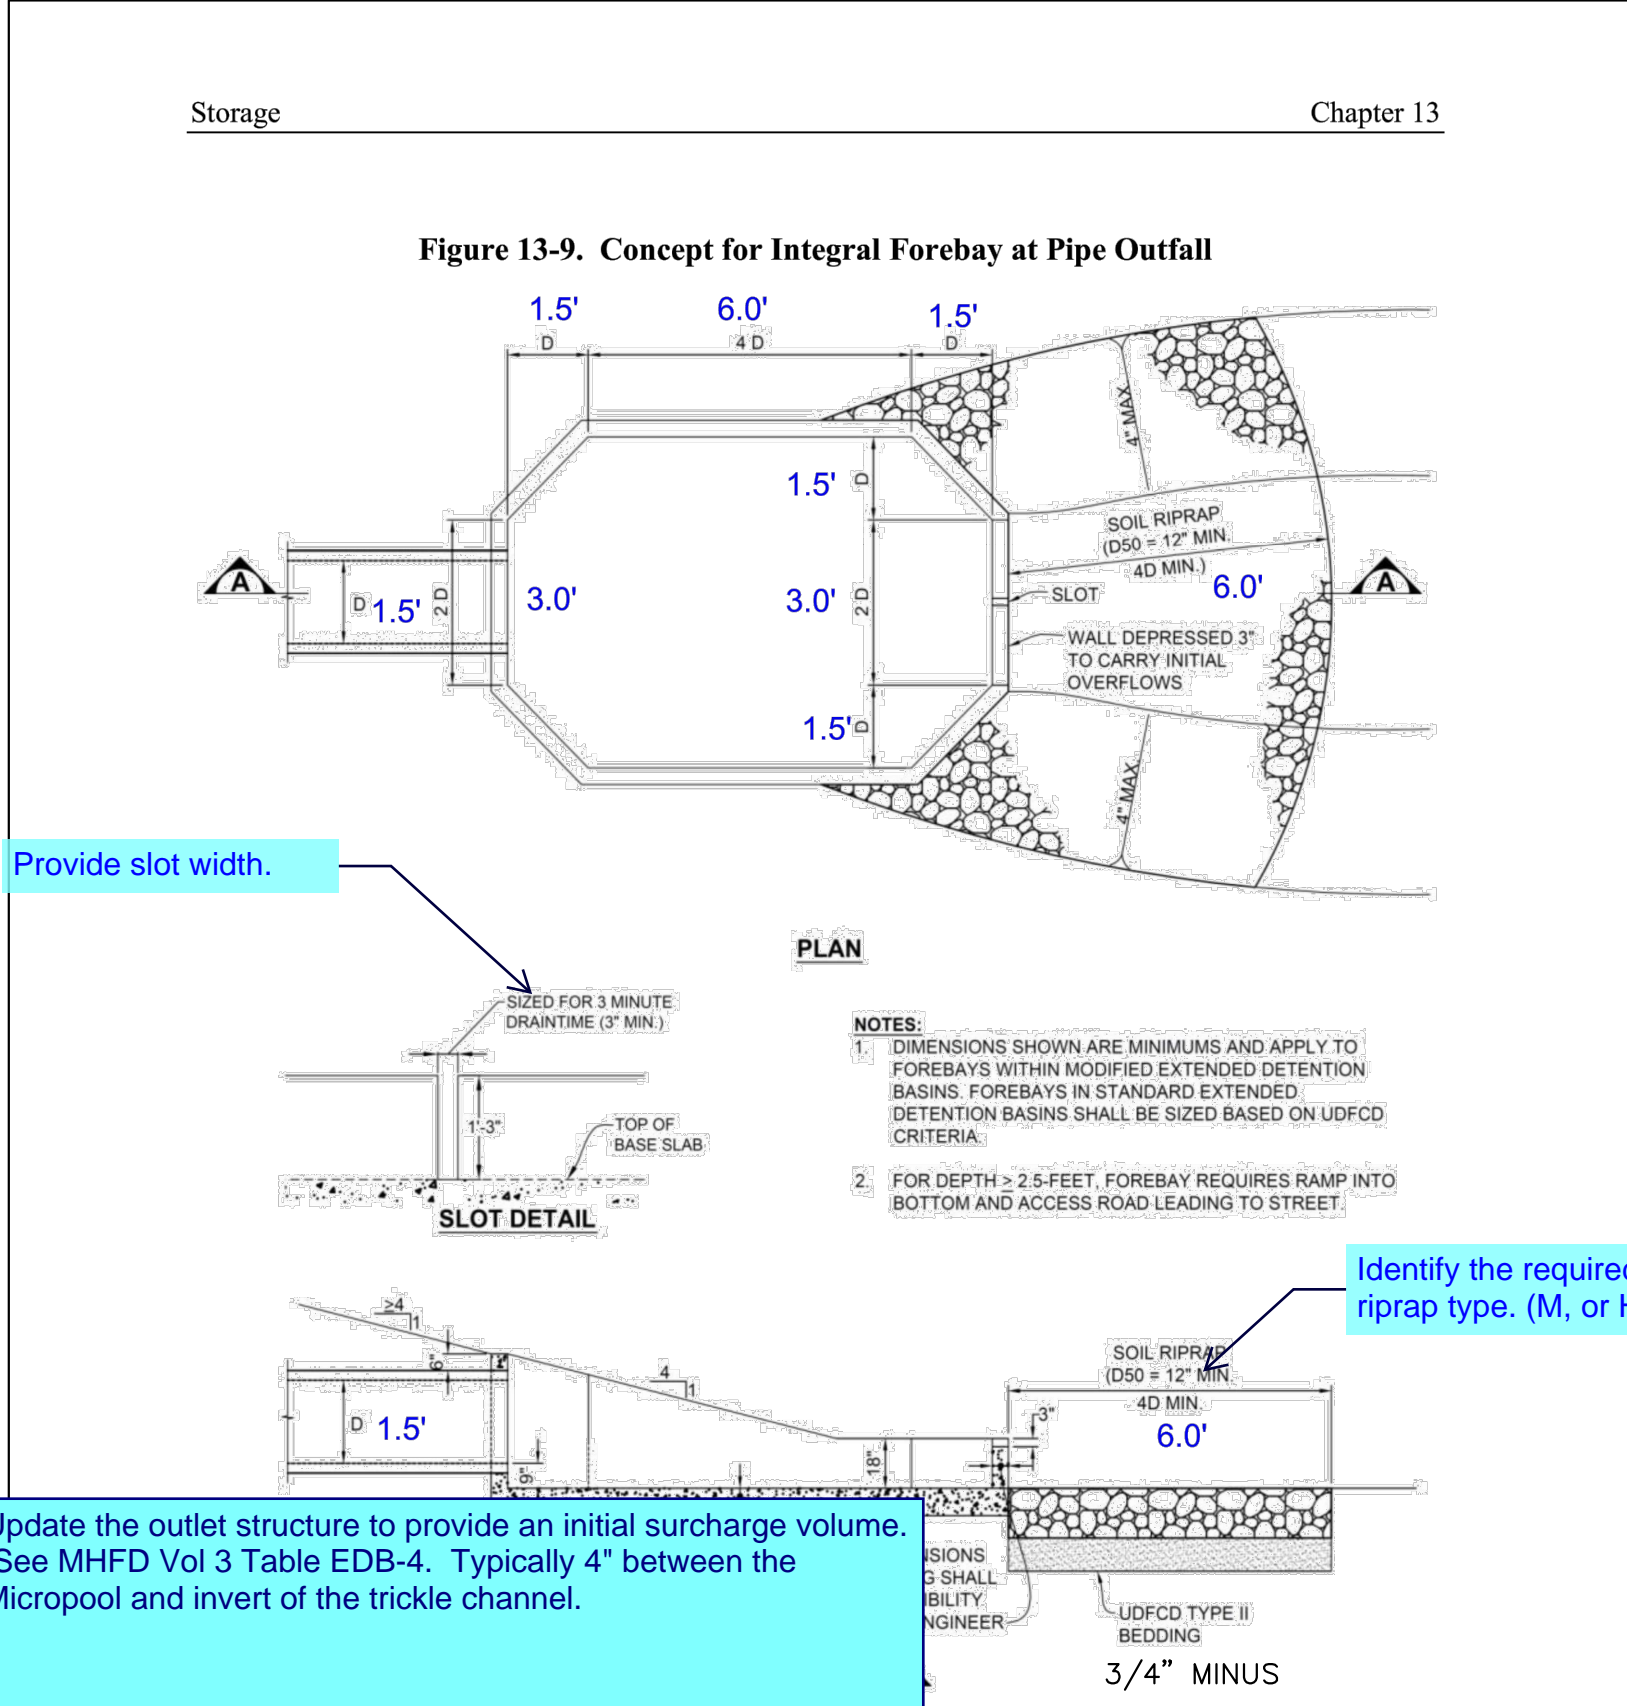 Storage
Chapter 13
Figure 13-9.  Concept for Integral Forebay at Pipe Outfall
1.5'
6.0'
1.5'
D
4 D
D
4" MAX.
1.5'
D
SOIL RIPRAP
(D50 = 12" MIN.
4D MIN.)
6.0'
A
A
D
1.5'
2 D
3.0'
3.0'
2 D
SLOT
WALL DEPRESSED 3"
TO CARRY INITIAL
OVERFLOWS
1.5'
D
4" MAX.
Provide slot width.
PLAN
SIZED FOR 3 MINUTE
DRAINTIME (3" MIN.)
1'-3"
TOP OF
BASE SLAB
SLOT DETAIL
NOTES:
1. DIMENSIONS SHOWN ARE MINIMUMS AND APPLY TO
FOREBAYS WITHIN MODIFIED EXTENDED DETENTION
BASINS. FOREBAYS IN STANDARD EXTENDED
DETENTION BASINS SHALL BE SIZED BASED ON UDFCD
CRITERIA.
2. FOR DEPTH ≥ 2.5-FEET, FOREBAY REQUIRES RAMP INTO
BOTTOM AND ACCESS ROAD LEADING TO STREET.
Identify the required
riprap type. (M, or H
≥4
1
6"
4
1
SOIL RIPRAP
(D50 = 12" MIN.
4D MIN.
6.0'
3"
D
1.5'
9"
18"
Update the outlet structure to provide an initial surcharge volume.
See MHFD Vol 3 Table EDB-4.  Typically 4" between the
Micropool and invert of the trickle channel.
NSIONS
G SHALL
IBILITY
NGINEER
UDFCD TYPE II
BEDDING
3/4" MINUS